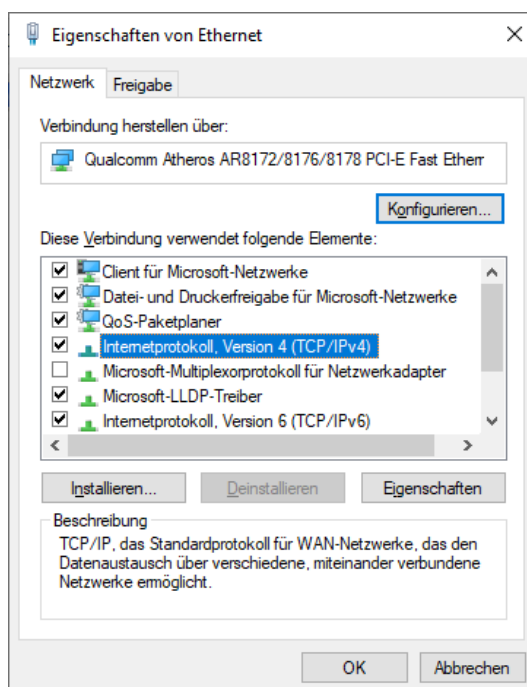 Eigenschaften von Ethernet
Netzwerk Freigabe
Verbindung herstellen über:
Qualcomm Atheros AR8172/8176/8178 PCI-E Fast Etherr
Konfigurieren...
Diese Verbindung verwendet folgende Elemente:
Client für Microsoft-Netzwerke
Datei- und Druckerfreigabe für Microsoft-Netzwerke
QoS-Paketplaner
Internetprotokoll, Version 4 (TCP/IPv4)
Microsoft-Multiplexorprotokoll für Netzwerkadapter
Microsoft-LLDP-Treiber
Internetprotokoll, Version 6 (TCP/IPv6)
Installieren... Deinstallieren Eigenschaften
Beschreibung
TCP/IP, das Standardprotokoll für WAN-Netzwerke, das den
Datenaustausch über verschiedene, miteinander verbundene
Netzwerke ermöglicht.
OK Abbrechen